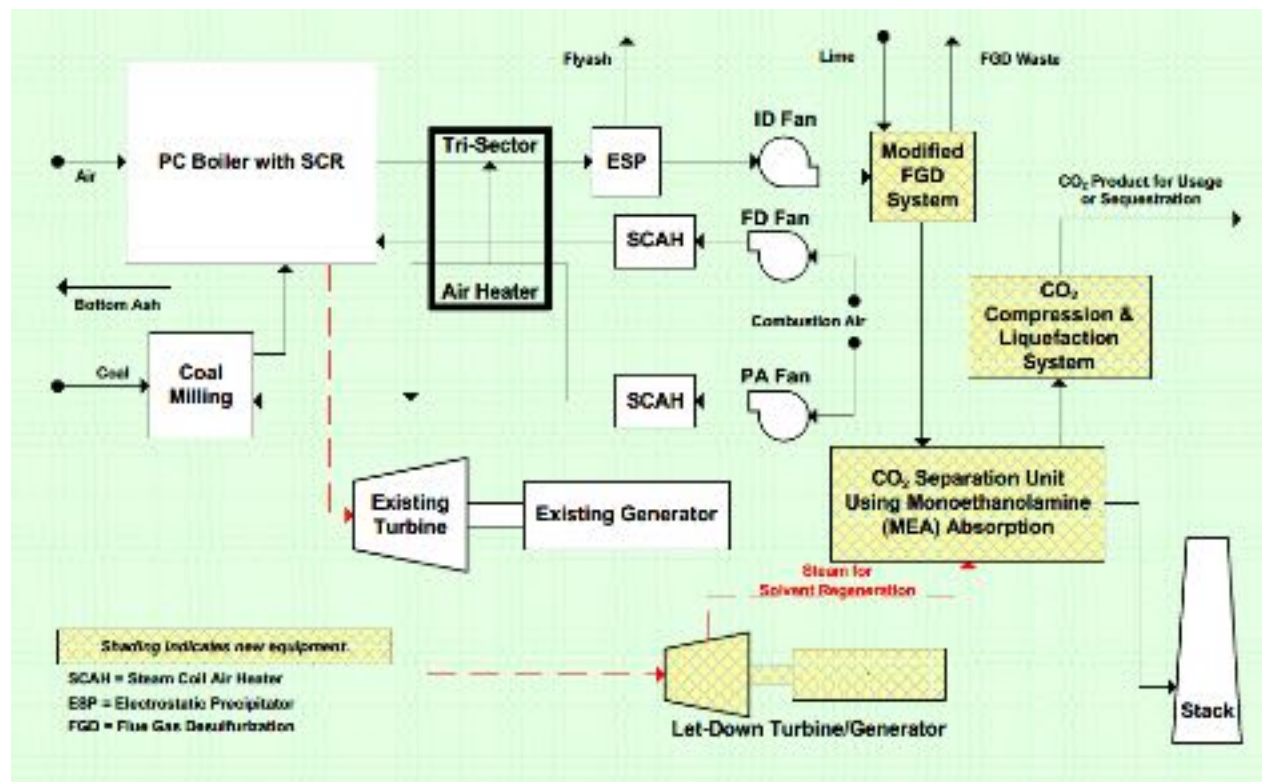 Flyash
Lime
FGD Waste
ID Fan
PC Boiler with SCR
Tri-Sector
ESP
Modified
FGD
System
Air
CO₂ Product for Usage
or Sequestration
FD Fan
SCAH
Air Heater
Bottom Ash
Combustion Air
CO₂
Compression &
Liquefaction
System
Coal
Coal
Milling
PA Fan
SCAH
CO₂ Separation Unit
Using Monoethanolamine
(MEA) Absorption
Existing
Turbine
Existing Generator
Steam for
Solvent Regeneration
Shading indicates new equipment.
SCAH = Steam Coil Air Heater
ESP = Electrostatic Precipitator
FGD = Flue Gas Desulfurization
Let-Down Turbine/Generator
Stack